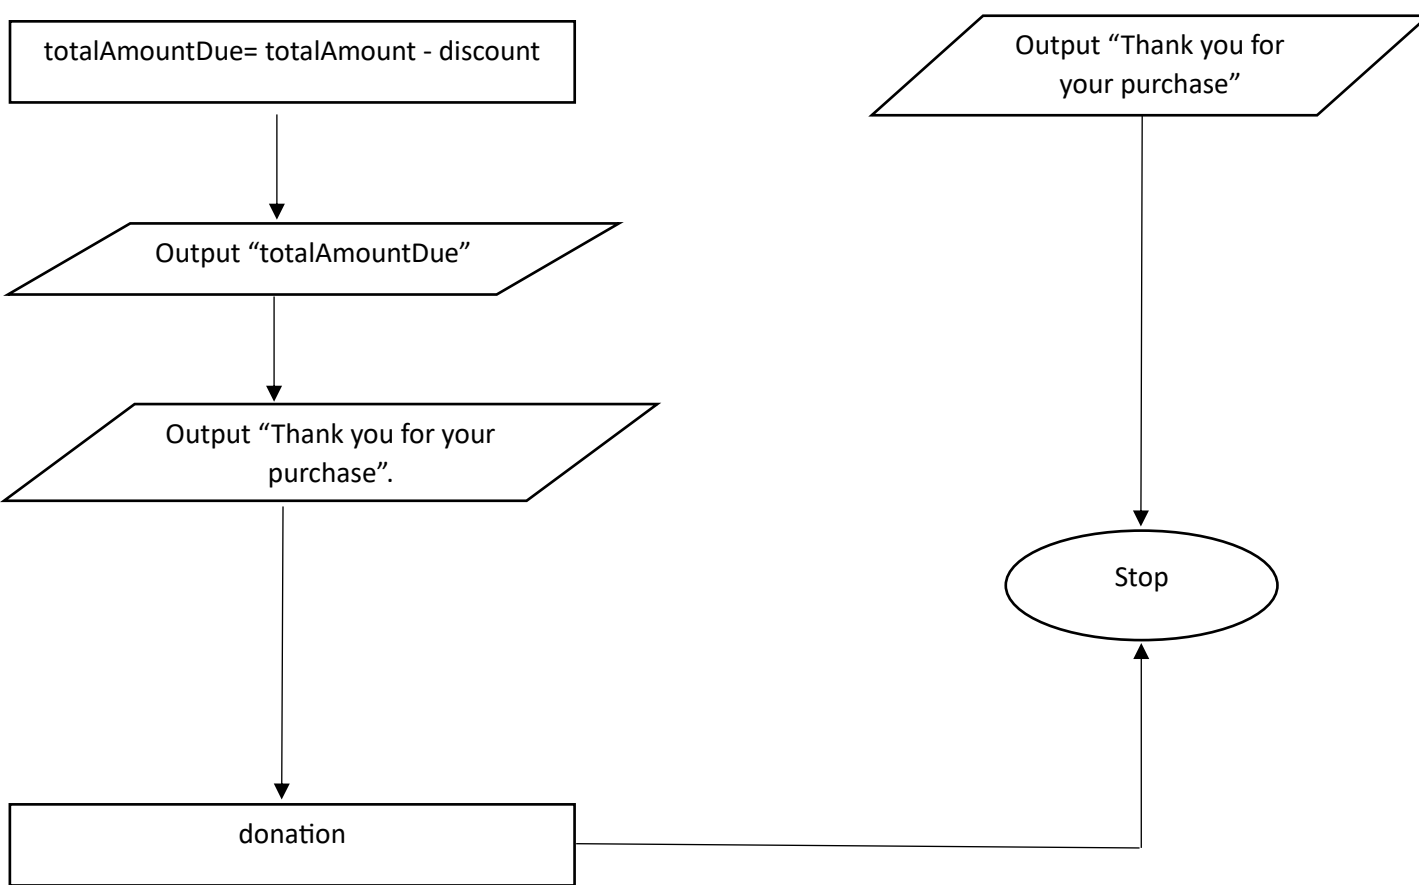 totalAmountDue= totalAmount - discount
Output “totalAmountDue”
Output “Thank you for your
purchase”.
donation
Output “Thank you for
your purchase”
Stop